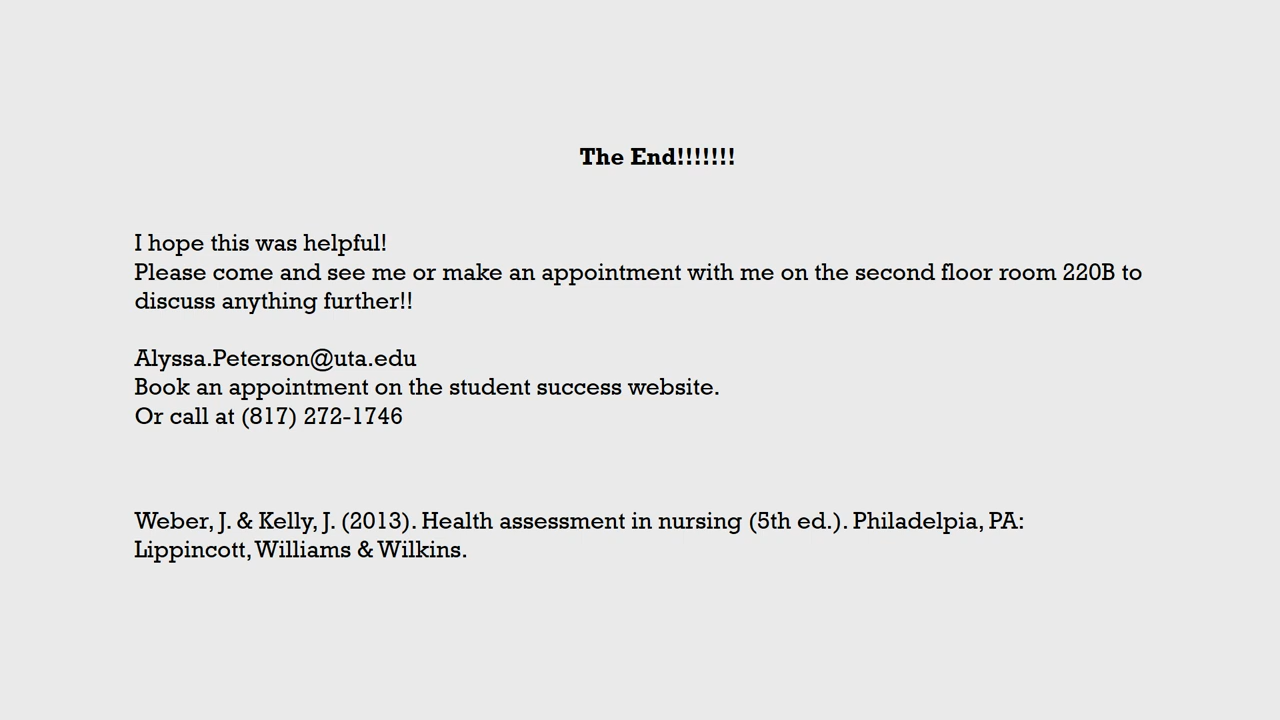 The End!!!!!!!
I hope this was helpful!
Please come and see me or make an appointment with me on the second floor room 220B to
discuss anything further!!
Alyssa.Peterson@uta.edu
Book an appointment on the student success website.
Or call at (817) 272-1746
Weber, J. & Kelly, J. (2013). Health assessment in nursing (5th ed.). Philadelpia, PA:
Lippincott, Williams & Wilkins.